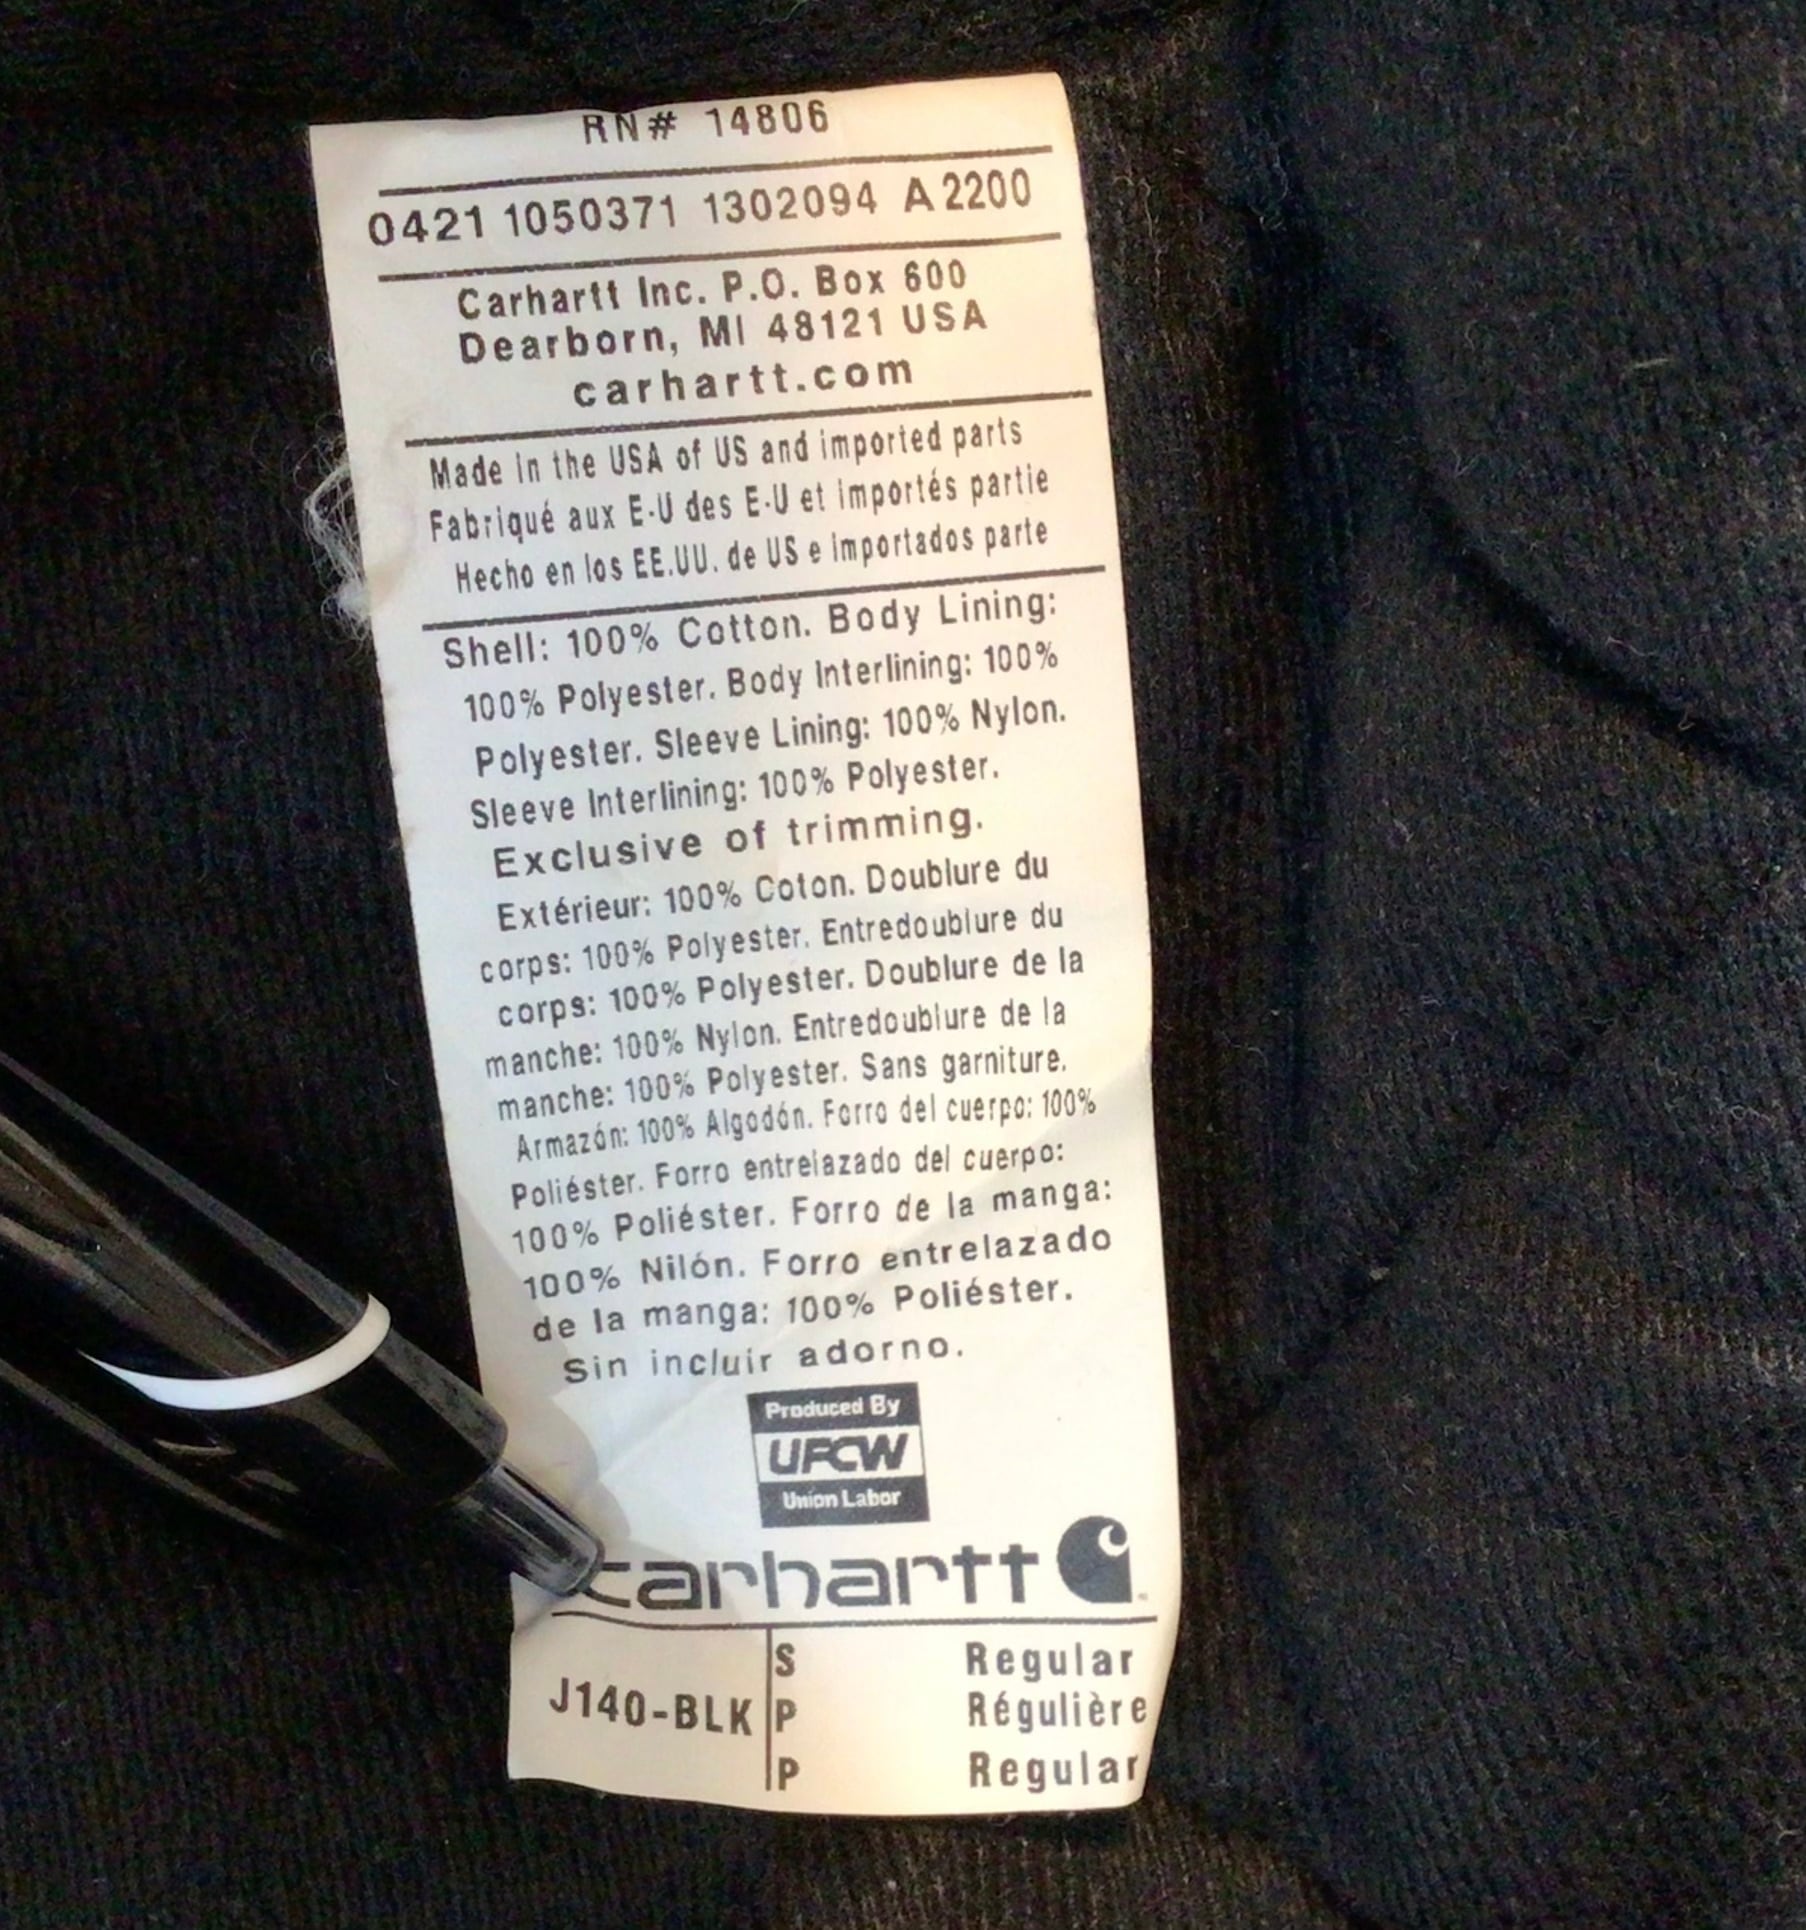 RN# 14806
0421 1050371 1302094 A2200
Carhartt Inc. P.O. Box 600
Dearborn, MI 48121 USA
carhartt.com
Made in the USA of US and imported parts
Fabriqué aux E-U des E-U et importés partie
Hecho en los EE.UU. de US e importados parte
Shell: 100% Cotton. Body Lining:
100% Polyester. Body Interlining: 100%
Polyester. Sleeve Lining: 100% Nylon.
Sleeve Interlining: 100% Polyester.
Exclusive of trimming.
Extérieur: 100% Coton. Doublure du
corps: 100% Polyester. Entredoublure du
corps: 100% Polyester. Doublure de la
manche: 100% Nylon. Entredoublure de la
manche: 100% Polyester. Sans garniture.
Armazón: 100% Algodón. Forro del cuerpo: 100%
Poliéster. Forro entrelazado del cuerpo:
100% Poliéster. Forro de la manga:
100% Nilón. Forro entrelazado
de la manga: 100% Poliéster.
Sin incluir adorno.
Produced By
UFCW
Union Labor
carhartt
J140-BLK
S Regular
P Régulière
P Regular